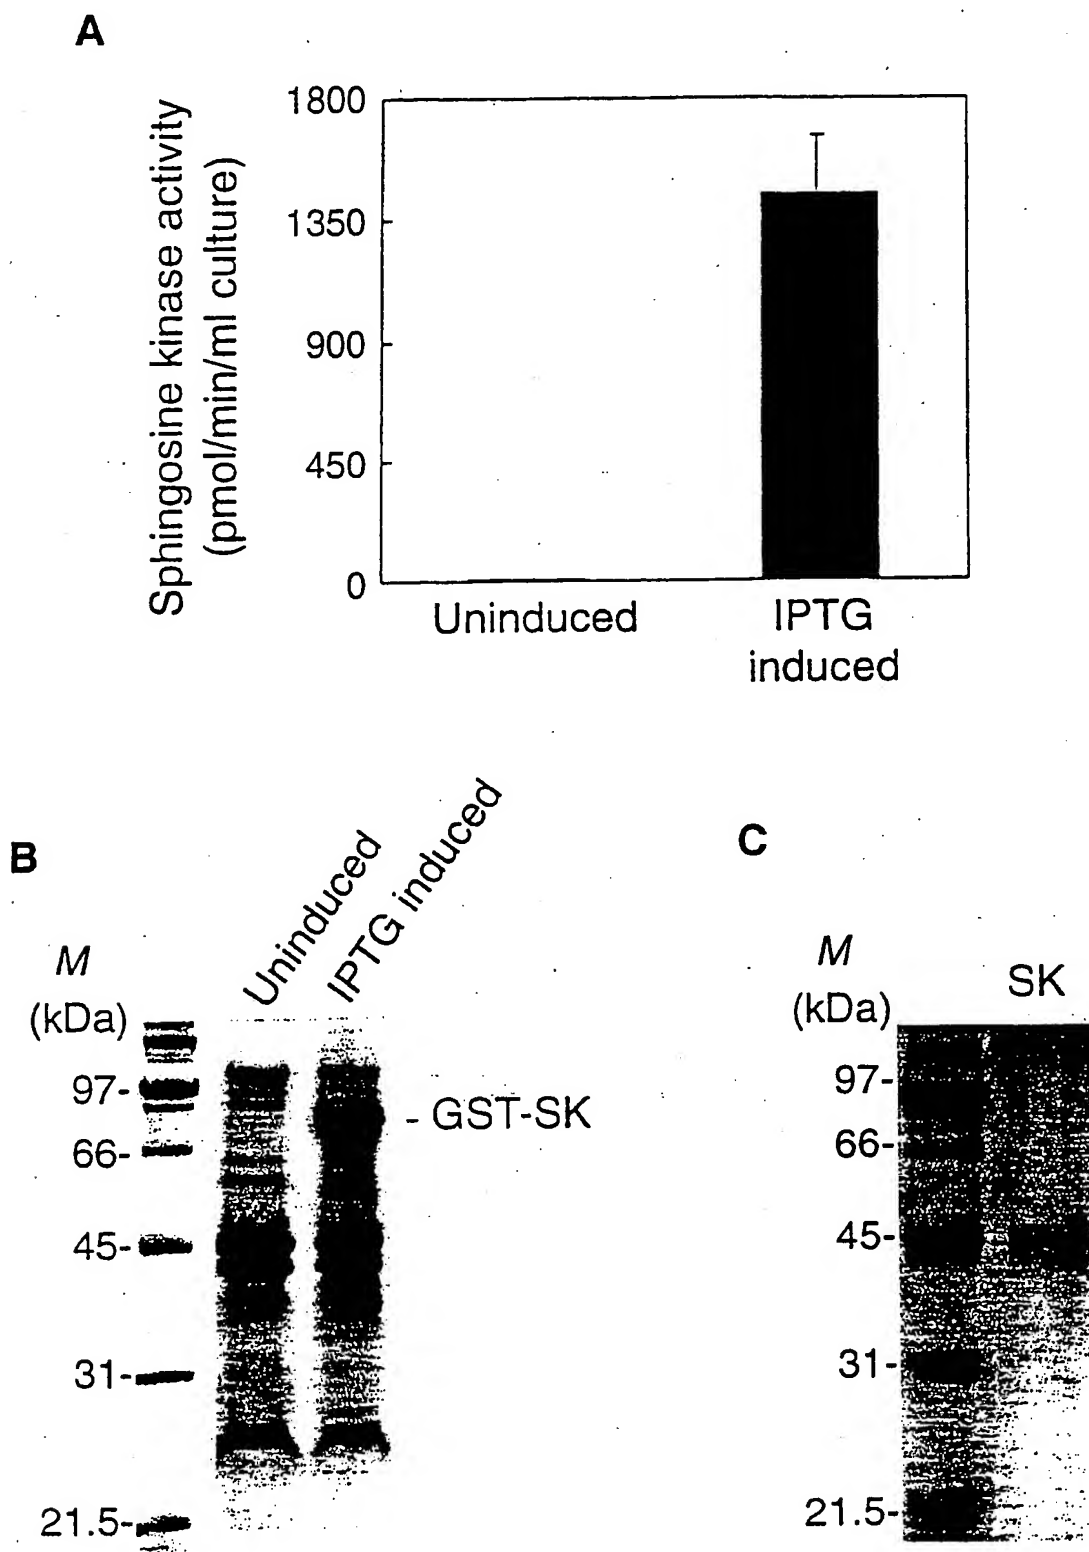 A
Sphingosine kinase activity
(pmol/min/ml culture)
1800
1350
900
450
0
Uninduced
IPTG
induced
B
Uninduced
IPTG induced
M
(kDa)
97-
66-
45-
31-
21.5-
- GST-SK
C
M
(kDa)
SK
97-
66-
45-
31-
21.5-